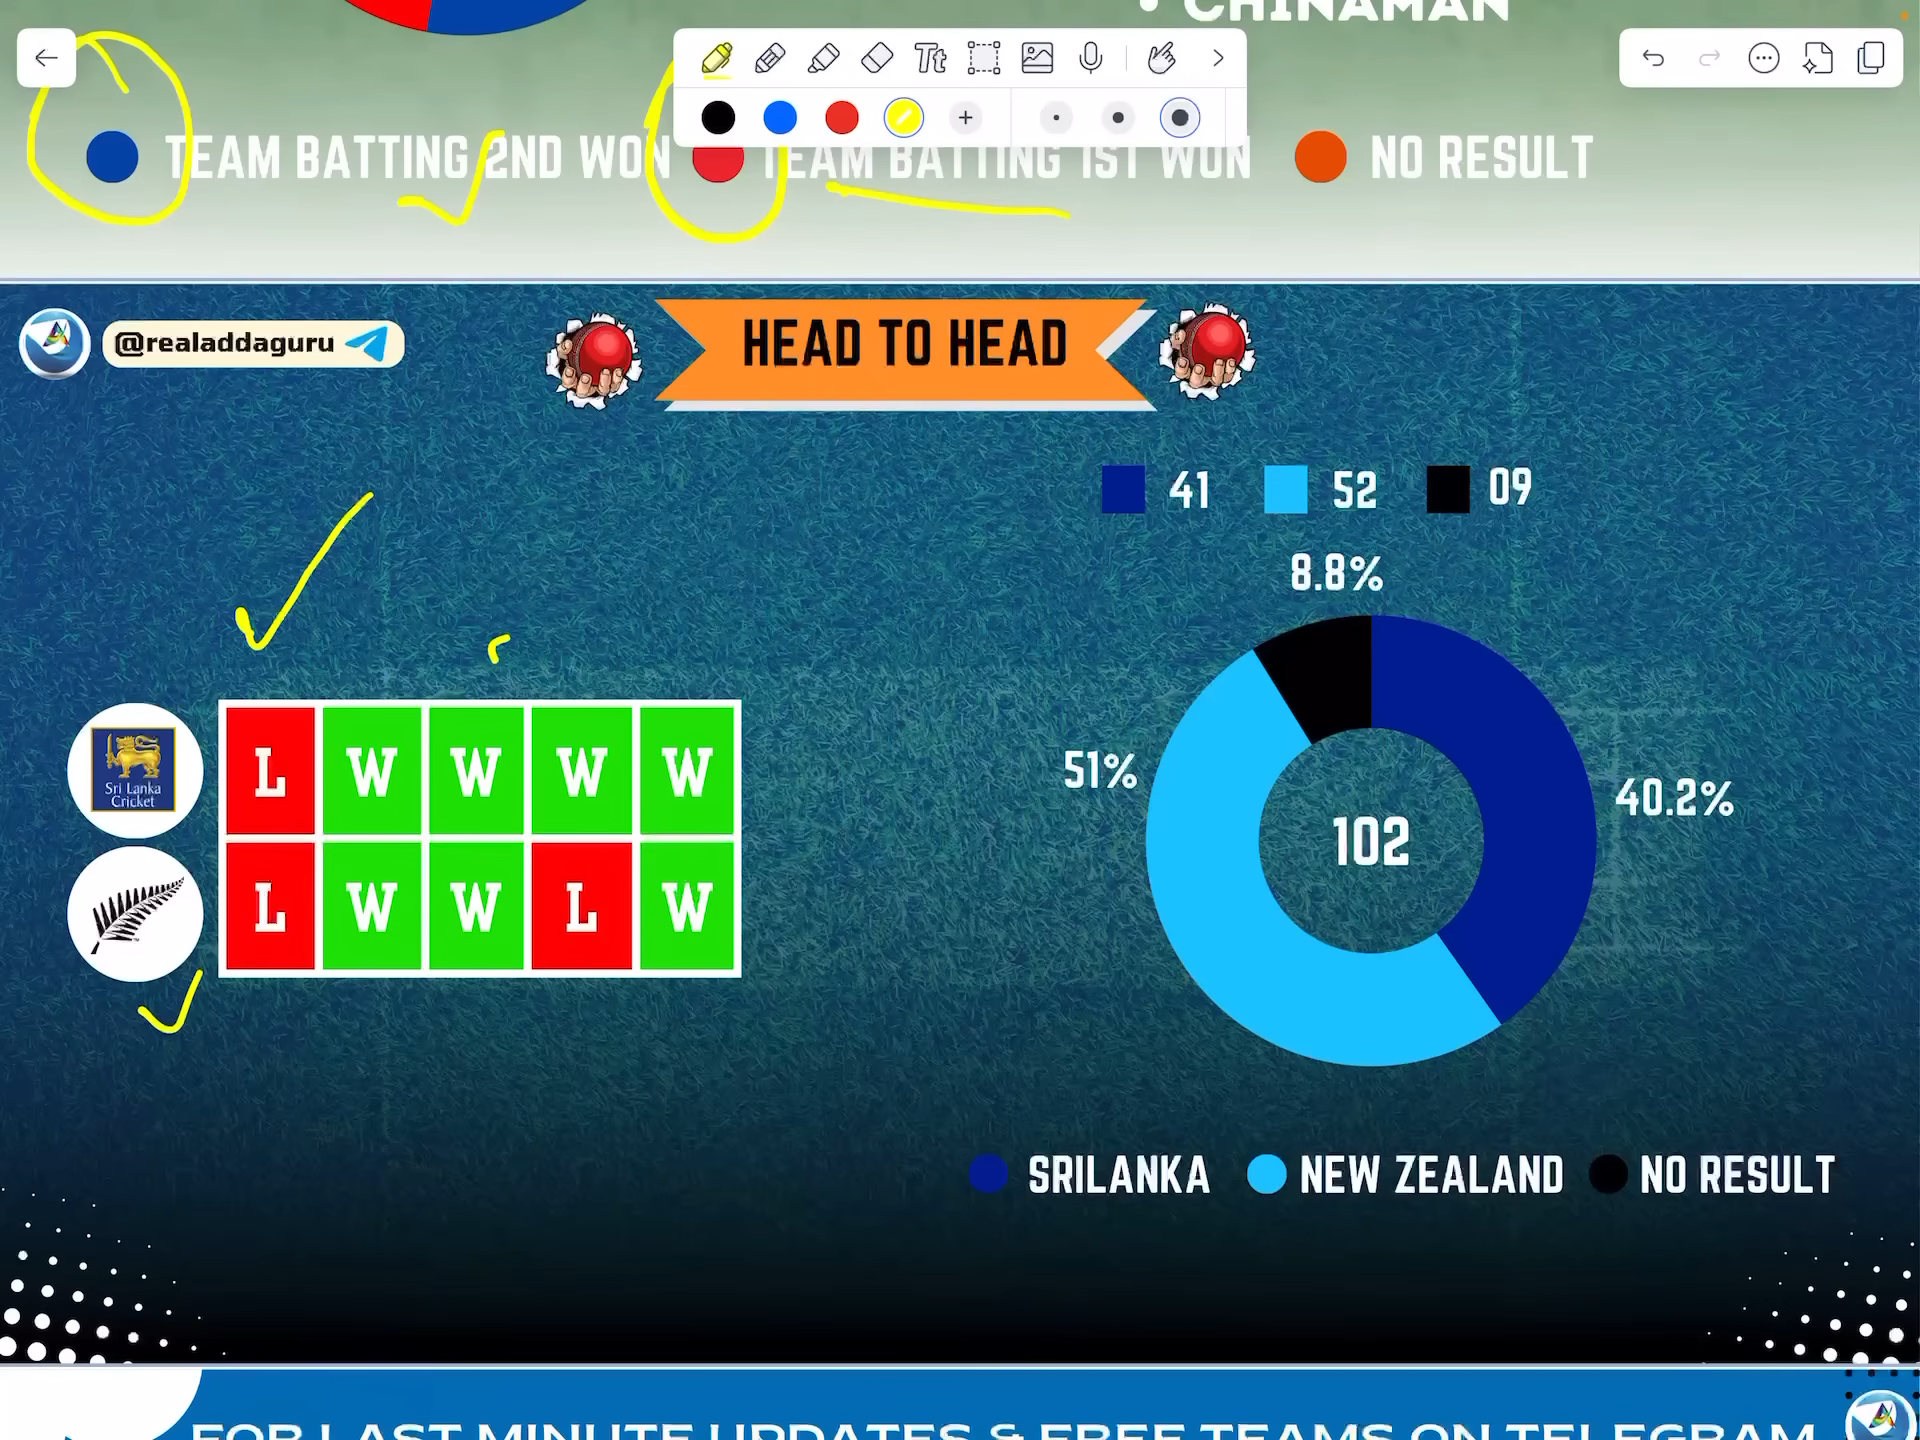 CHINAMAN
Tt
TEAM BATTING 2ND WON TEAM BATTING 1ST WON NO RESULT
@realaddaguru
HEAD TO HEAD
41 52 09
8.8%
51%
40.2%
102
Sri Lanka
Cricket
L W W W W
L W W L W
SRILANKA NEW ZEALAND NO RESULT
FOR LAST MINUTE UPDATES & FREE TEAMS ON TELEGRAM